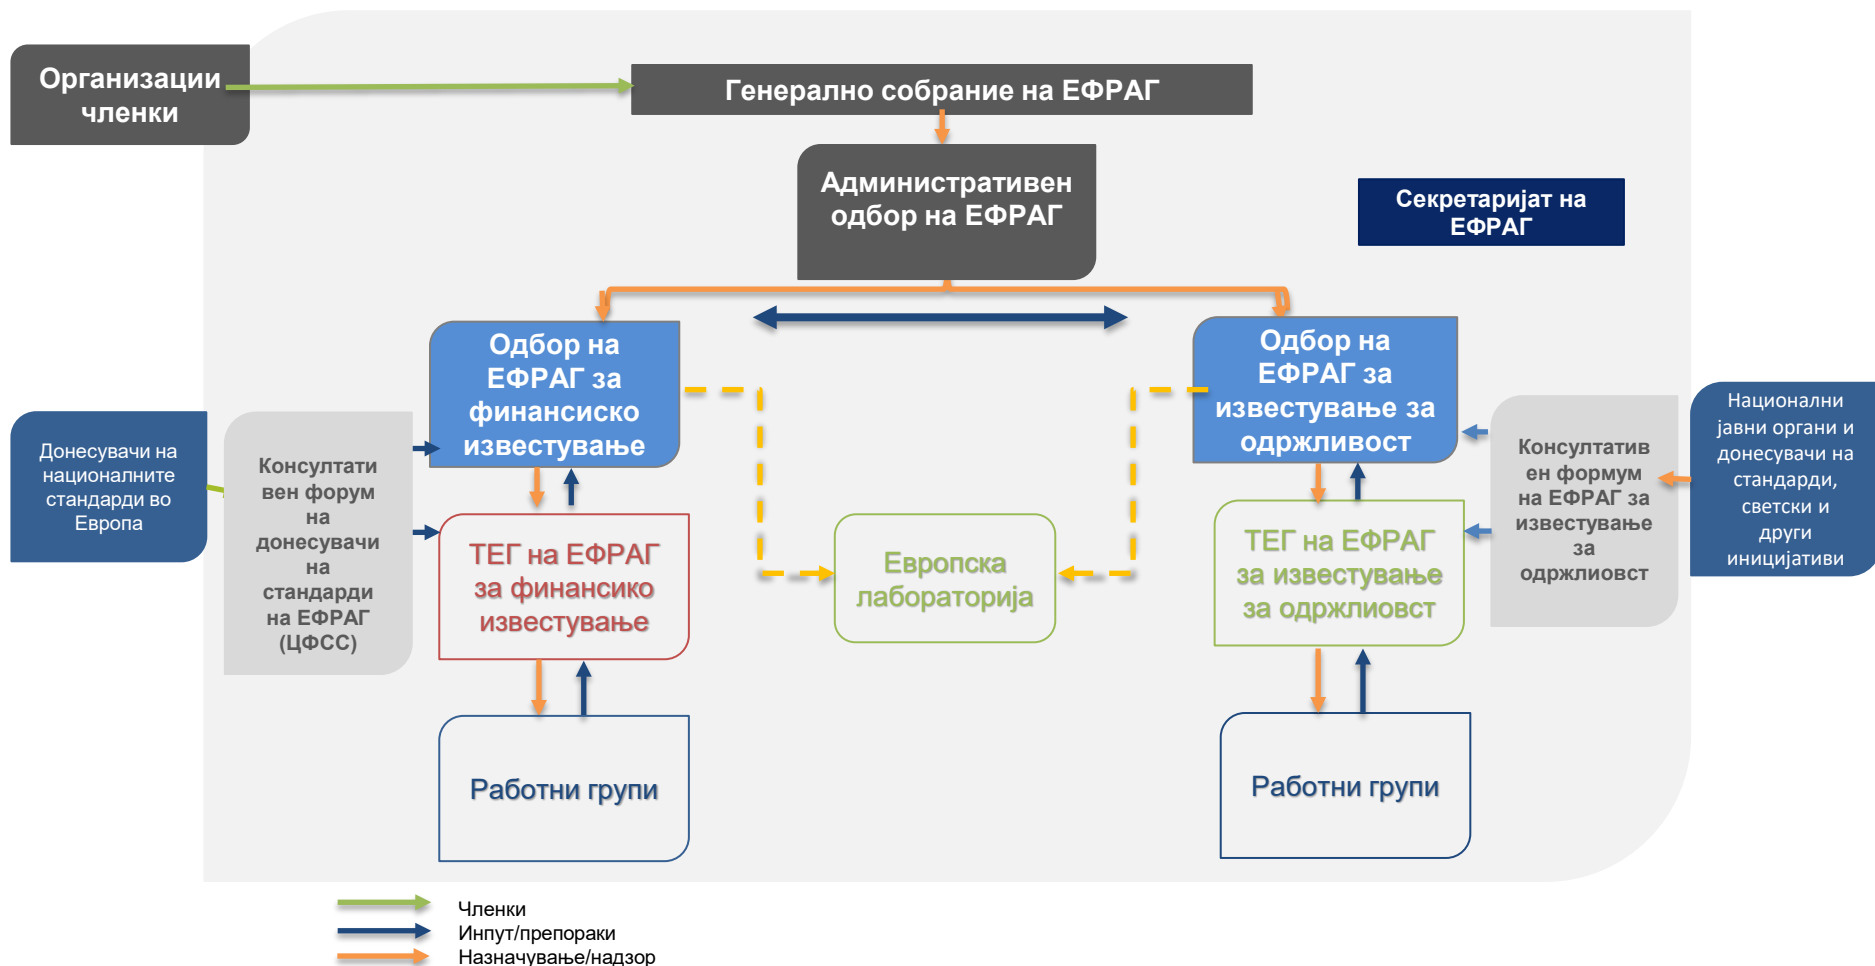 Организации
членки
Генерално собрание на ЕФРАГ
Административен
одбор на ЕФРАГ
Секретаријат на
ЕФРАГ
Одбор на
ЕФРАГ за
финансиско
известување
Одбор на
ЕФРАГ за
известување за
одржливост
Донесувачи на
националните
стандарди во
Европа
Консултати
вен форум
на
донесувачи
на
стандарди
на ЕФРАГ
(ЦФСС)
ТЕГ на ЕФРАГ
за финансико
известување
Европска
лабораторија
ТЕГ на ЕФРАГ
за известување
за одржлиовст
Консултатив
ен формум
на ЕФРАГ за
известување
за
одржлиовст
Национални
јавни органи и
донесувачи на
стандарди,
светски и
други
иницијативи
Работни групи
Работни групи
Членки
Инпут/препораки
Назначување/надзор